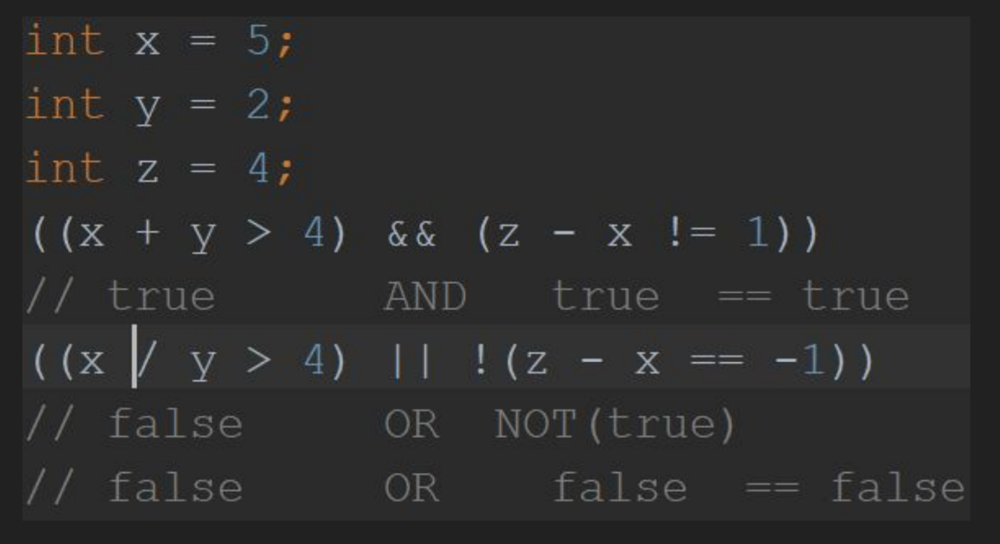 int x = 5;
int y = 2;
int z = 4;
((x + y > 4) && (z - x != 1))
// true      AND   true  == true
((x / y > 4) || !(z - x == -1))
// false     OR  NOT(true)
// false     OR    false  == false